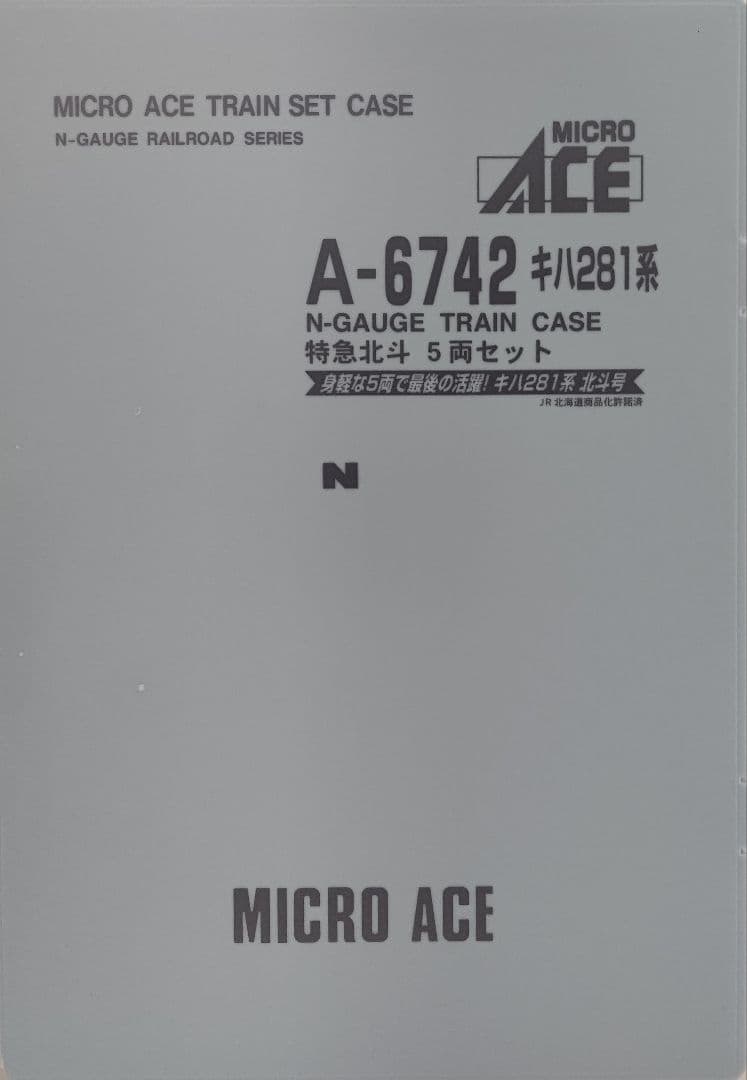 MICRO ACE TRAIN SET CASE
N-GAUGE RAILROAD SERIES
MICRO
ACE
A-6742 キハ281系
N-GAUGE TRAIN CASE
特急北斗 5両セット
身軽な5両で最後の活躍! キハ281系 北斗号
JR北海道商品化許諾済
N
MICRO ACE